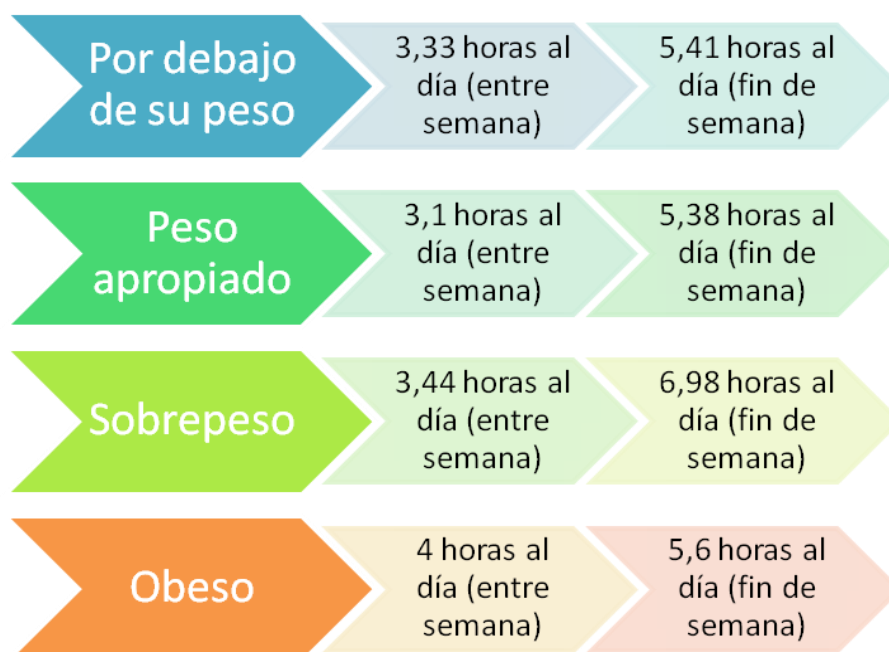 Por debajo
de su peso
3,33 horas al
día (entre
semana)
5,41 horas al
día (fin de
semana)
Peso
apropiado
3,1 horas al
día (entre
semana)
5,38 horas al
día (fin de
semana)
Sobrepeso
3,44 horas al
día (entre
semana)
6,98 horas al
día (fin de
semana)
Obeso
4 horas al
día (entre
semana)
5,6 horas al
día (fin de
semana)